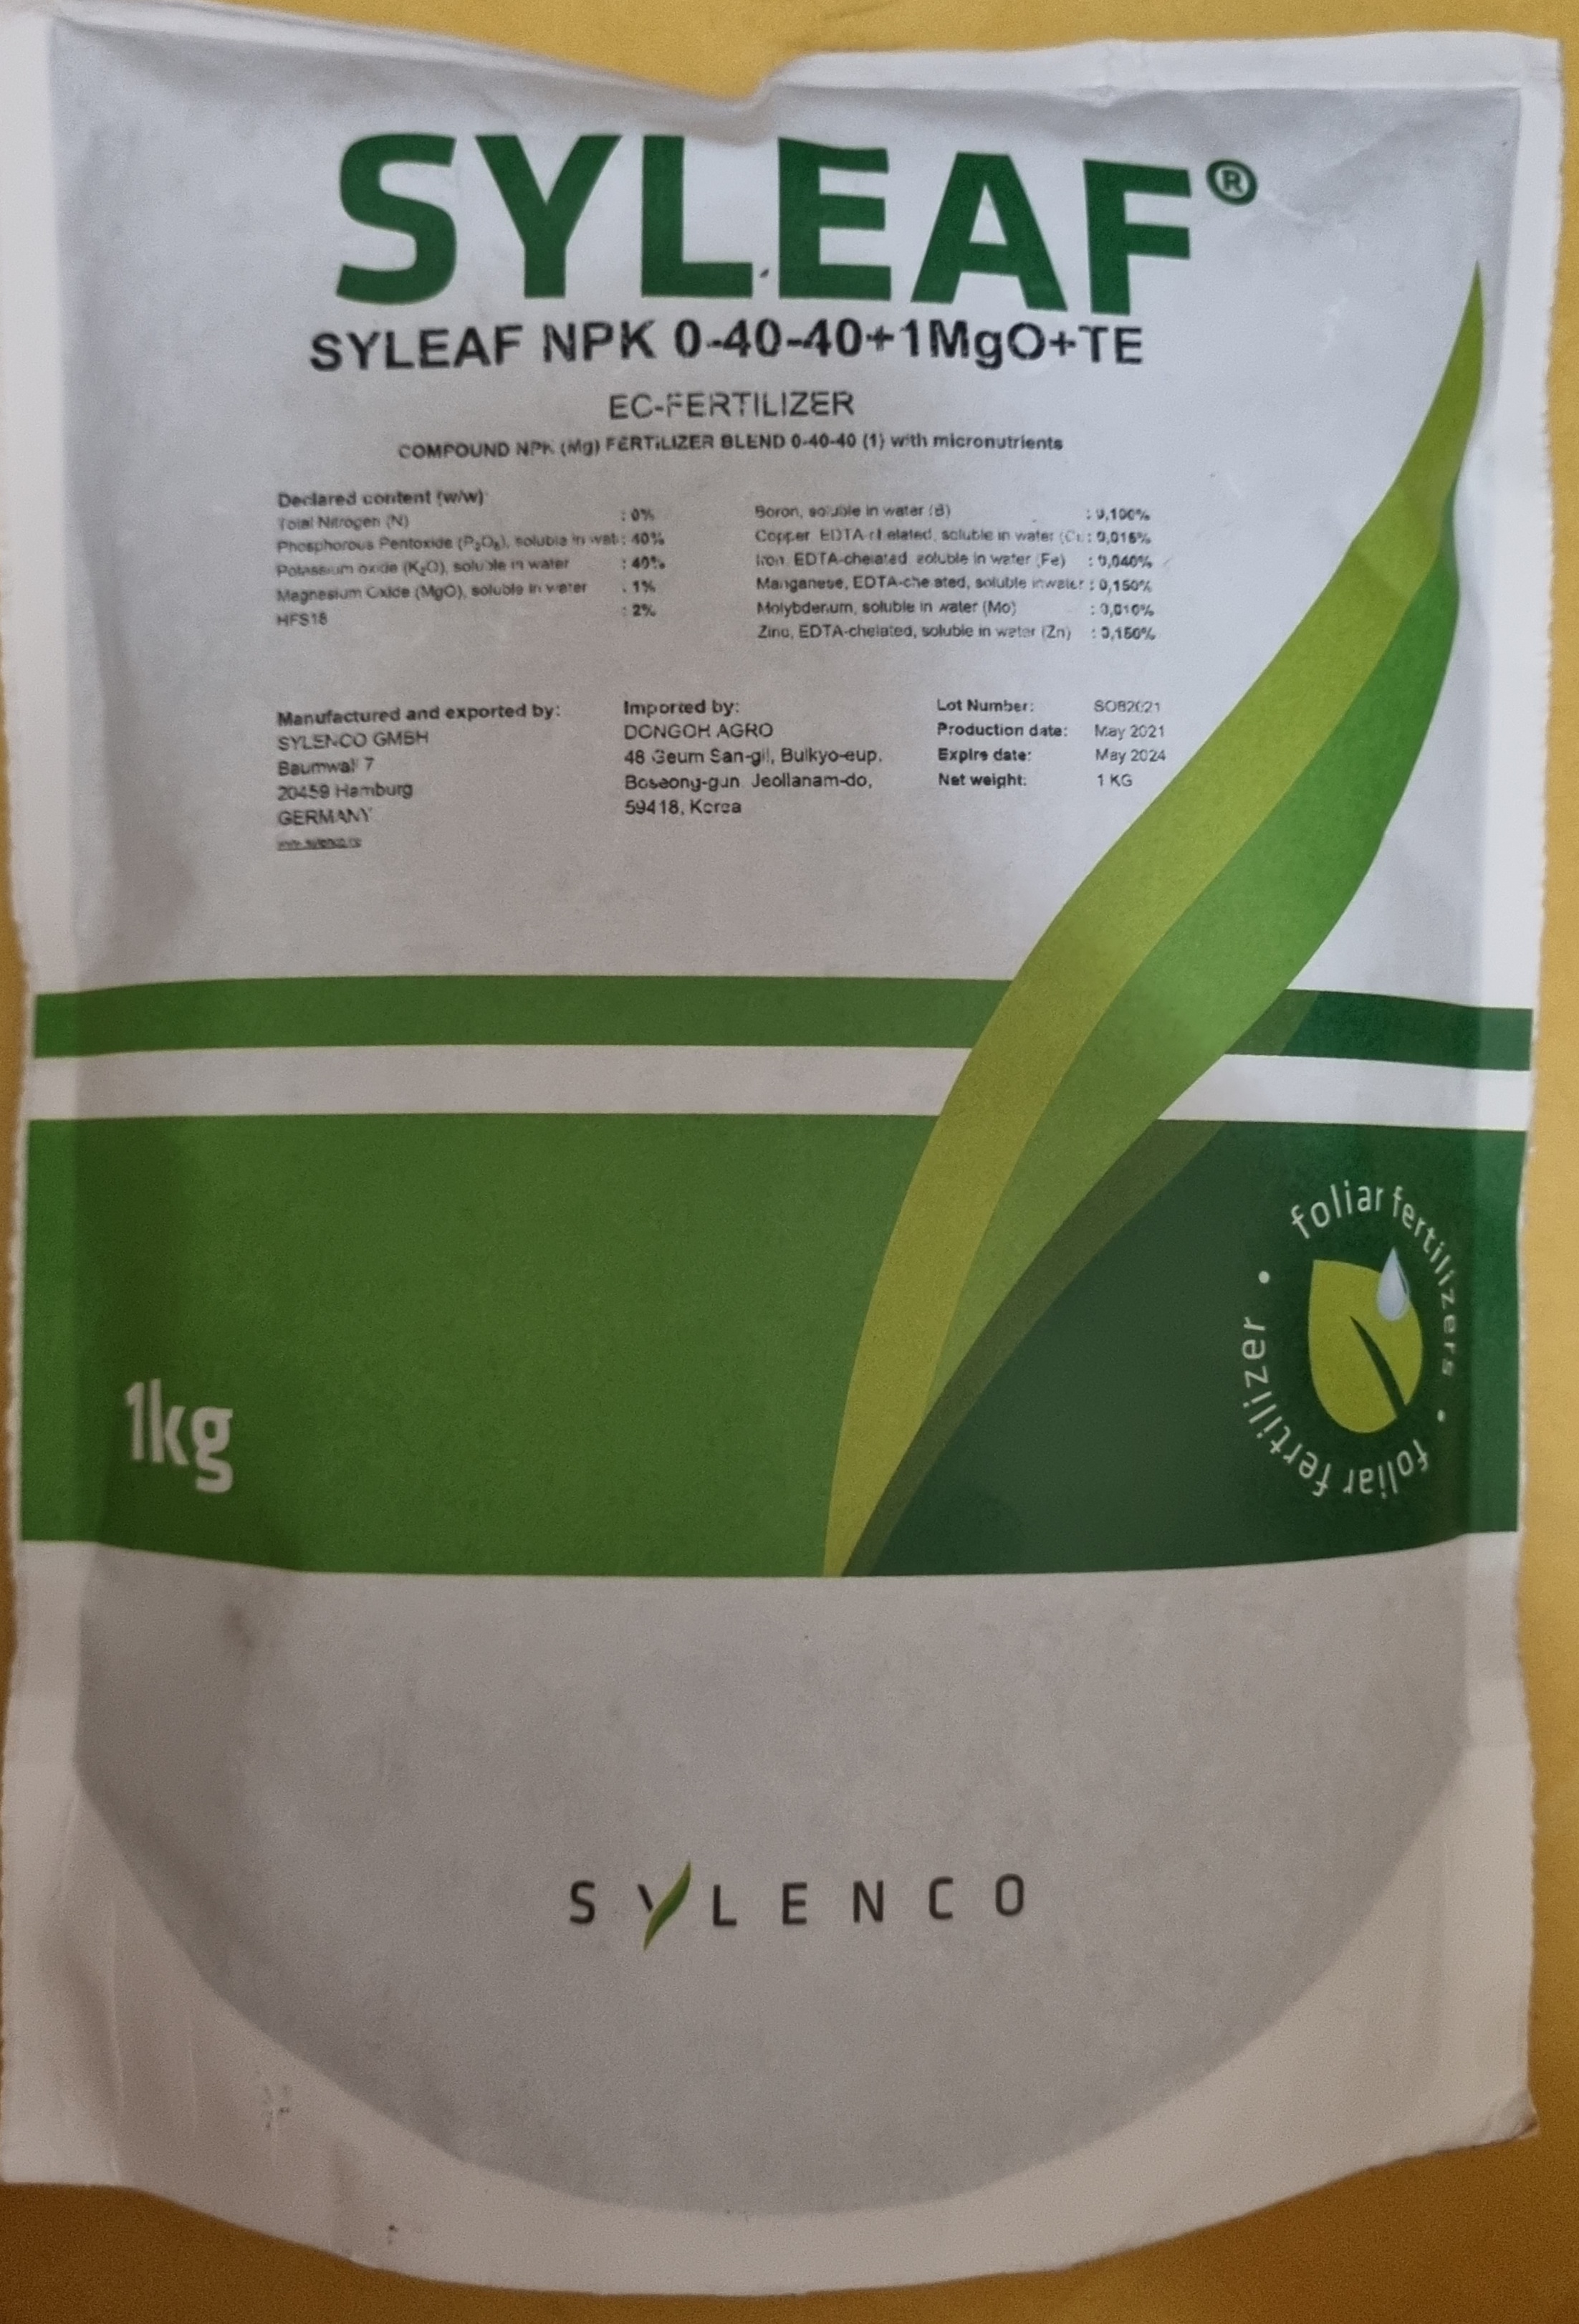 SYLEAF®
SYLEAF NPK 0-40-40+1MgO+TE
EC-FERTILIZER
COMPOUND NPK (Mg) FERTILIZER BLEND 0-40-40 (1) with micronutrients
Declared content (w/w)
Total Nitrogen (N) : 0%
Phosphorous Pentoxide (P₂O₅), soluble in wat : 40%
Potassium oxide (K₂O), soluble in water : 40%
Magnesium Oxide (MgO), soluble in water : 1%
HFS18 : 2%
Boron, soluble in water (B) : 0,100%
Copper, EDTA-chelated, soluble in water (Cu : 0,015%
Iron, EDTA-chelated, soluble in water (Fe) : 0,040%
Manganese, EDTA-chelated, soluble in water : 0,150%
Molybdenum, soluble in water (Mo) : 0,010%
Zinc, EDTA-chelated, soluble in water (Zn) : 0,150%
Manufactured and exported by:
SYLENCO GMBH
Baumwall 7
20459 Hamburg
GERMANY
Imported by:
DONGOH AGRO
48 Geum San-gil, Bulkyo-eup,
Boseong-gun, Jeollanam-do,
59418, Korea
Lot Number: SOB2021
Production date: May 2021
Expire date: May 2024
Net weight: 1 KG
foliar fertilizers • foliar fertilizer •
1kg
SYLENCO